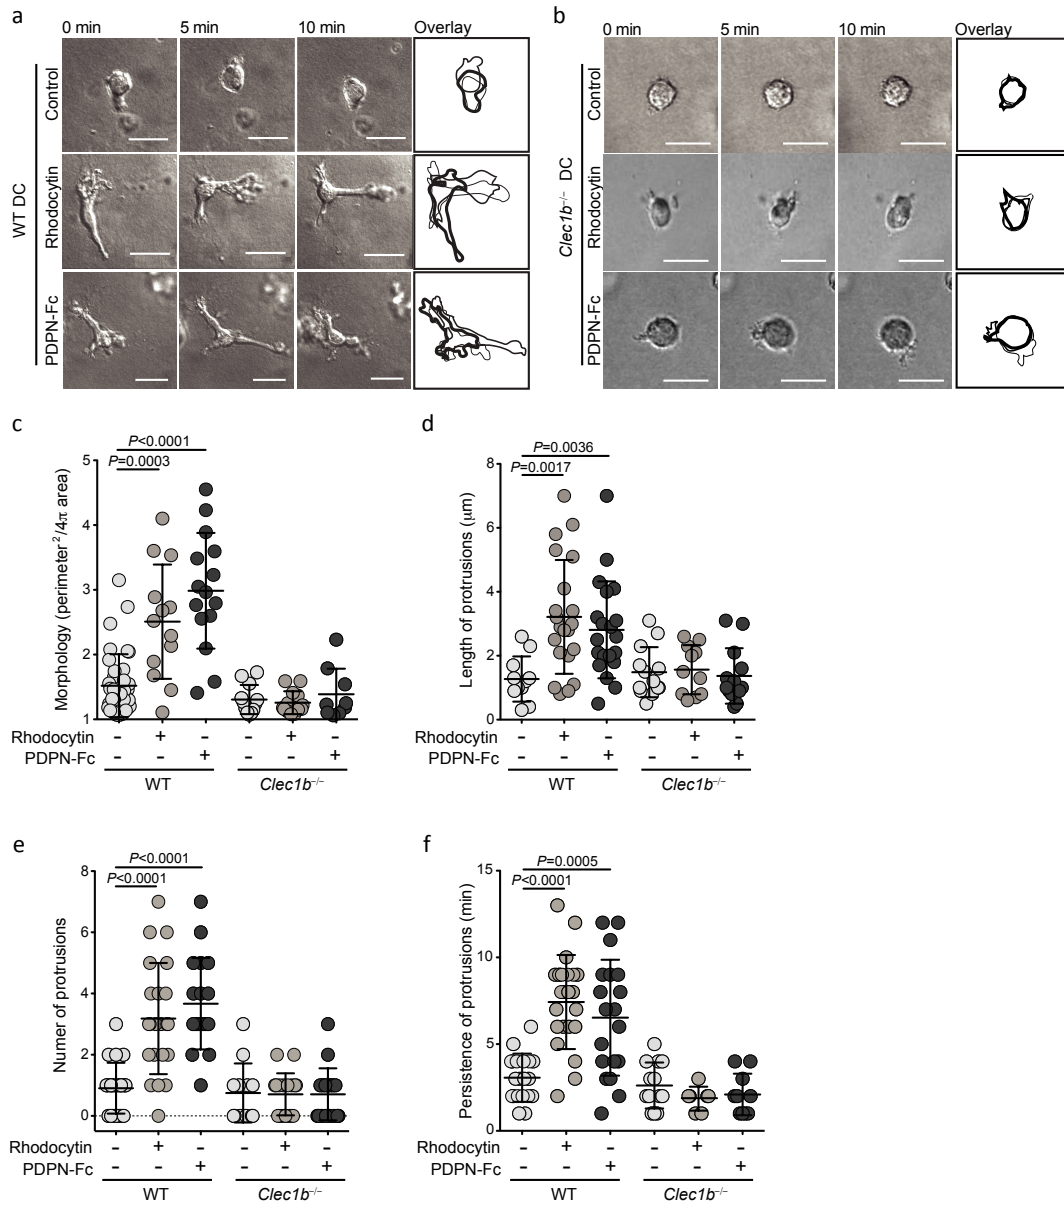 a
0 min 5 min 10 min Overlay
WT DC
Control
Rhodocytin
PDPN-Fc
b
0 min 5 min 10 min Overlay
Clec1b–/– DC
Control
Rhodocytin
PDPN-Fc
c
P<0.0001
P=0.0003
Morphology (perimeter2/4π area)
5
4
3
2
1
Rhodocytin - + - - + -
PDPN-Fc - - + - - +
WT Clec1b–/–
d
P=0.0036
P=0.0017
Length of protrusions (μm)
8
6
4
2
0
Rhodocytin - + - - + -
PDPN-Fc - - + - - +
WT Clec1b–/–
e
P<0.0001
P<0.0001
Numer of protrusions
8
6
4
2
0
Rhodocytin - + - - + -
PDPN-Fc - - + - - +
WT Clec1b–/–
f
P=0.0005
P<0.0001
Persistence of protrusions (min)
15
10
5
0
Rhodocytin - + - - + -
PDPN-Fc - - + - - +
WT Clec1b–/–